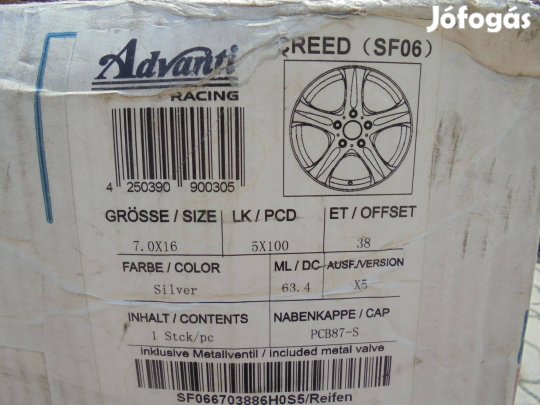 Jófogás
Advanti
RACING
CREED (SF06)
4 250390 900305
GRÖSSE / SIZE
LK / PCD
ET / OFFSET
7.0X16
5X100
38
FARBE / COLOR
ML / DC
AUSF./VERSION
Silver
63.4
X5
INHALT / CONTENTS
NABENKAPPE / CAP
1 Stck/pc
PCB87-S
inklusive Metallventil / included metal valve
SF066703886H0S5/Reifen